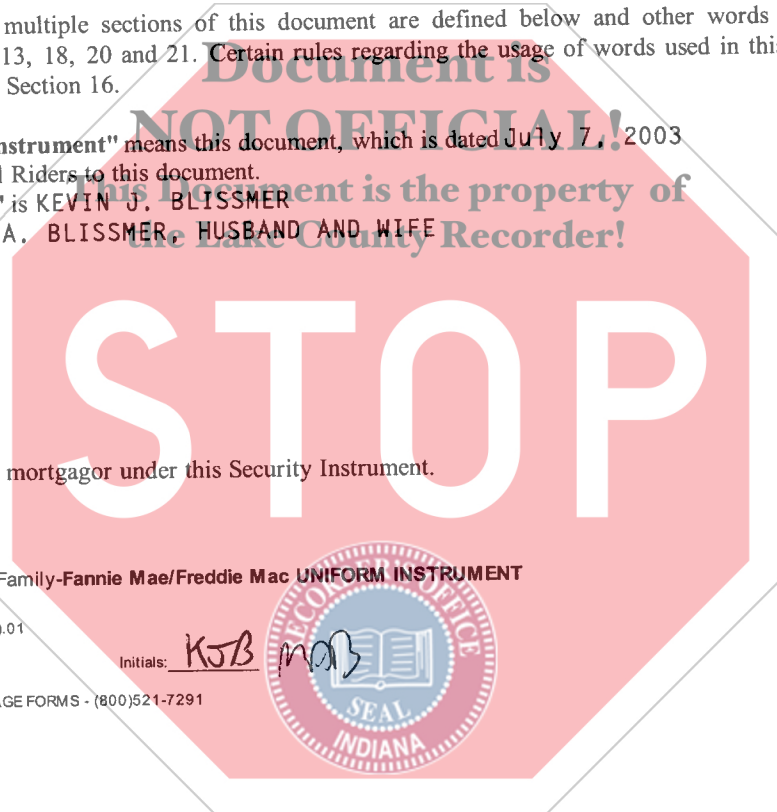 multiple sections of this document are defined below and other words
13, 18, 20 and 21. Certain rules regarding the usage of words used in this
Document is
Section 16.
NOT OFFICIAL!
nstrument" means this document, which is dated July 7, 2003
Riders to this document.
This Document is the property of
" is KEVIN J. BLISSMER
A. BLISSMER, HUSBAND AND WIFE
the Lake County Recorder!
STOP
mortgagor under this Security Instrument.
Family-Fannie Mae/Freddie Mac UNIFORM INSTRUMENT
.01
Initials: KJB MAB
GE FORMS - (800)521-7291
RECORDER'S OFFICE
SEAL
INDIANA